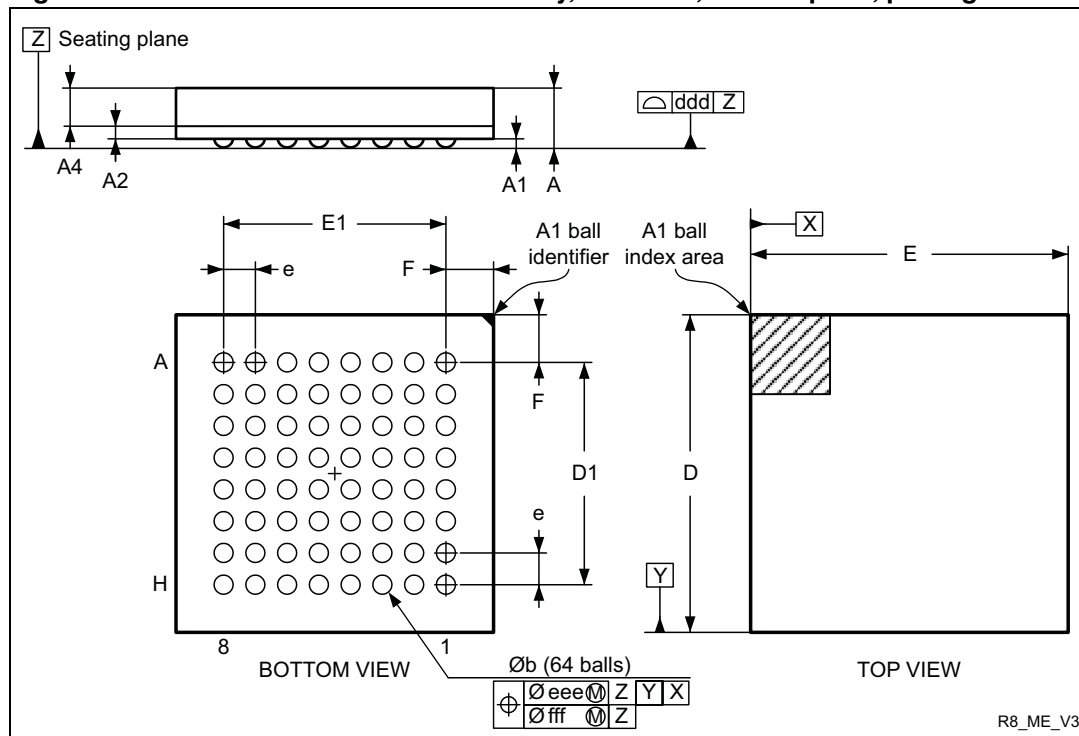 Z Seating plane
ddd Z
A4
A2
A1
A
E1
A1 ball
identifier
A1 ball
index area
X
e
F
E
A
F
D1
D
e
H
Y
8
1
BOTTOM VIEW
Øb (64 balls)
TOP VIEW
Ø eee Ⓜ Z Y X
Ø fff Ⓜ Z
R8_ME_V3